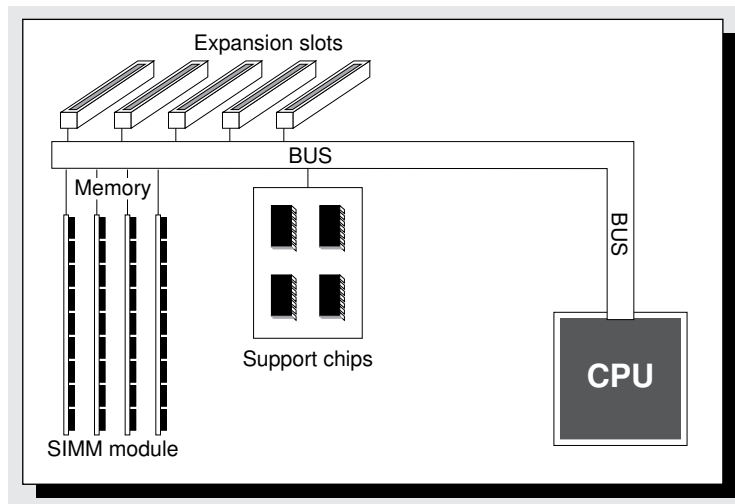 Expansion slots
BUS
Memory
BUS
CPU
Support chips
SIMM module